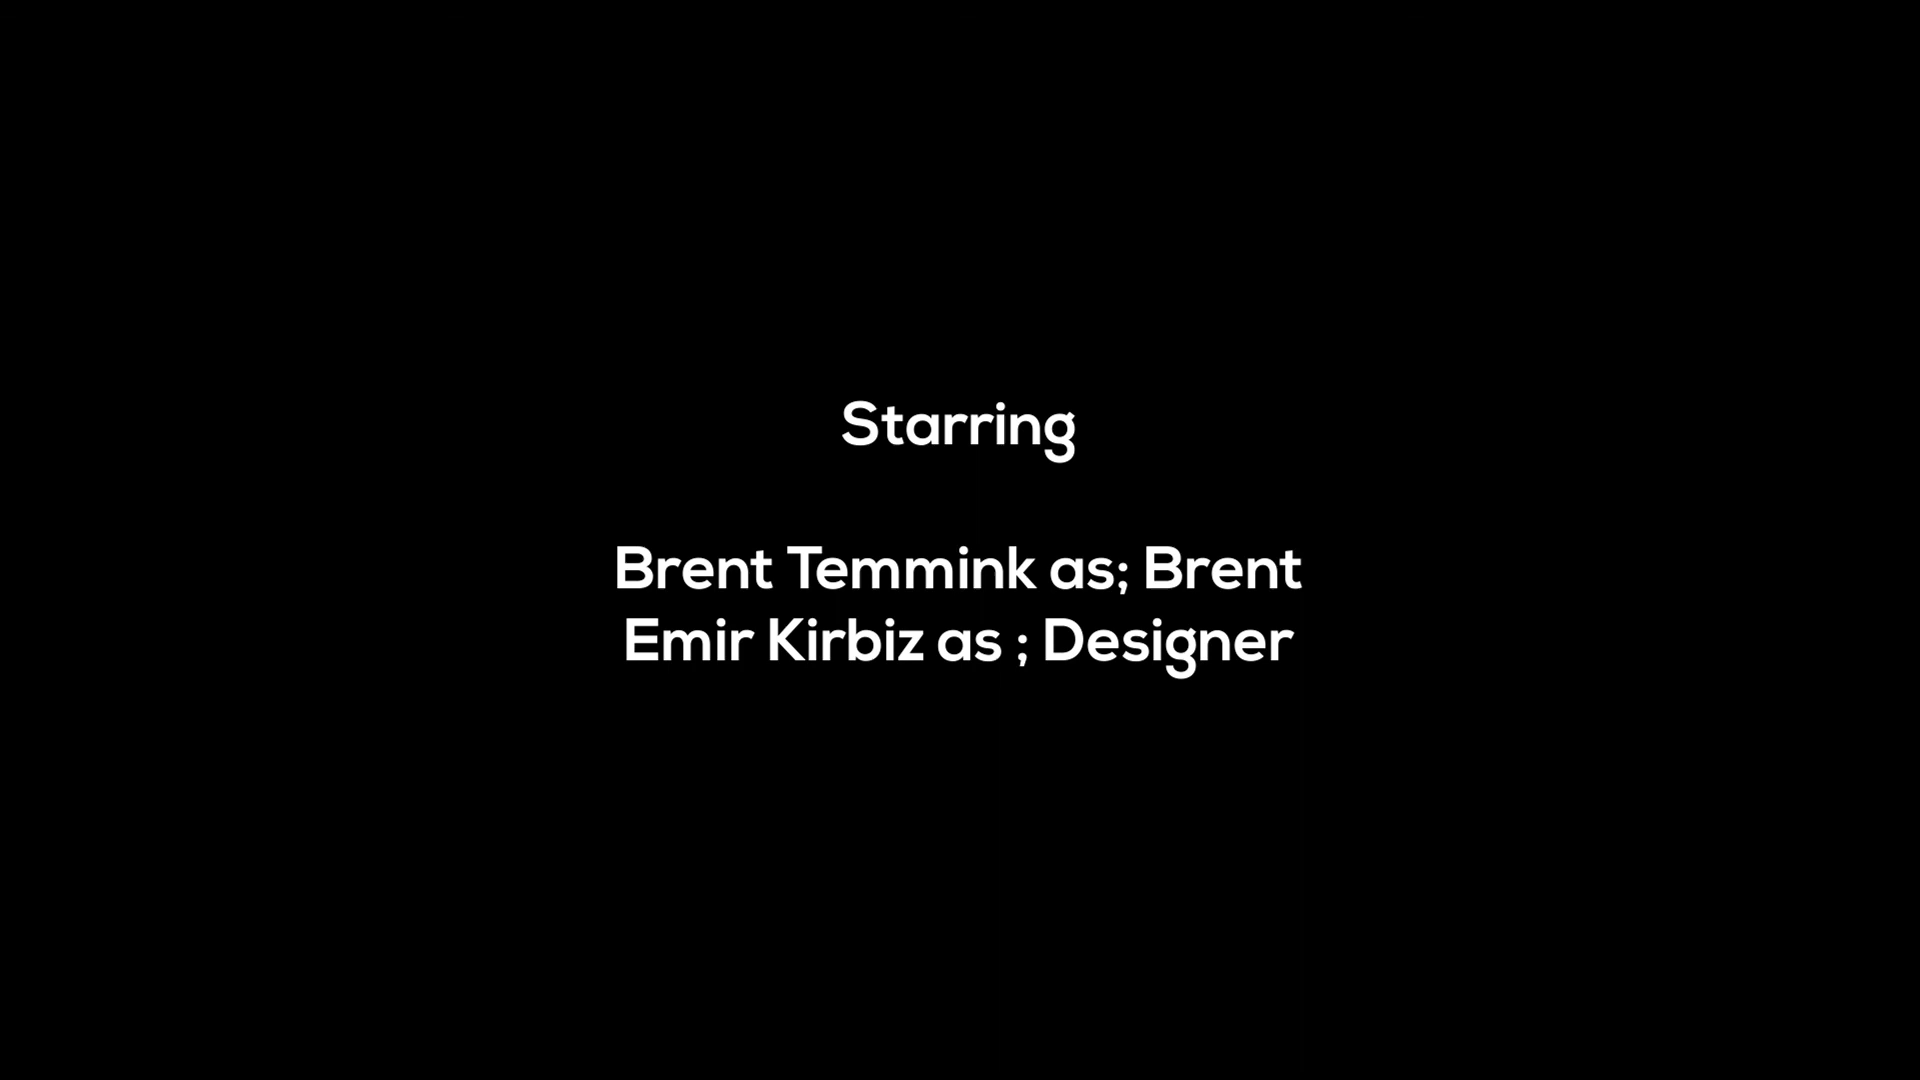 Starring
Brent Temmink as; Brent
Emir Kirbiz as ; Designer